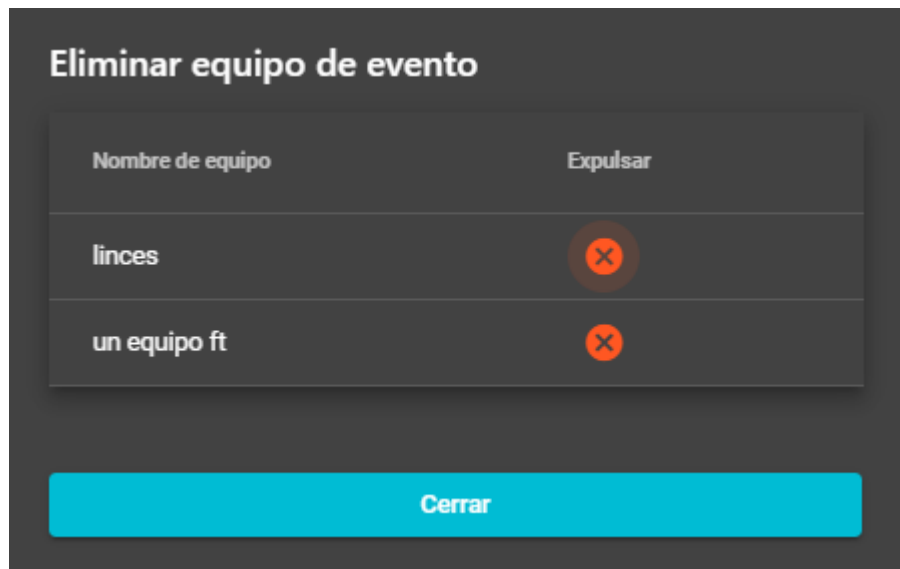 Eliminar equipo de evento
Nombre de equipo Expulsar
linces
un equipo ft
Cerrar